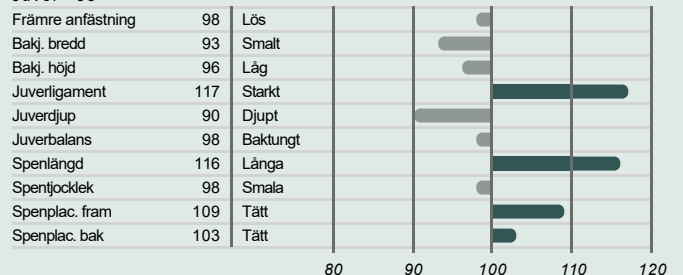 Främre anfästning 98 Lös
Bakj. bredd 93 Smalt
Bakj. höjd 96 Låg
Juverligament 117 Starkt
Juverdjup 90 Djupt
Juverbalans 98 Baktungt
Spenlängd 116 Långa
Spentjocklek 98 Smala
Spenplac. fram 109 Tätt
Spenplac. bak 103 Tätt
80 90 100 110 120